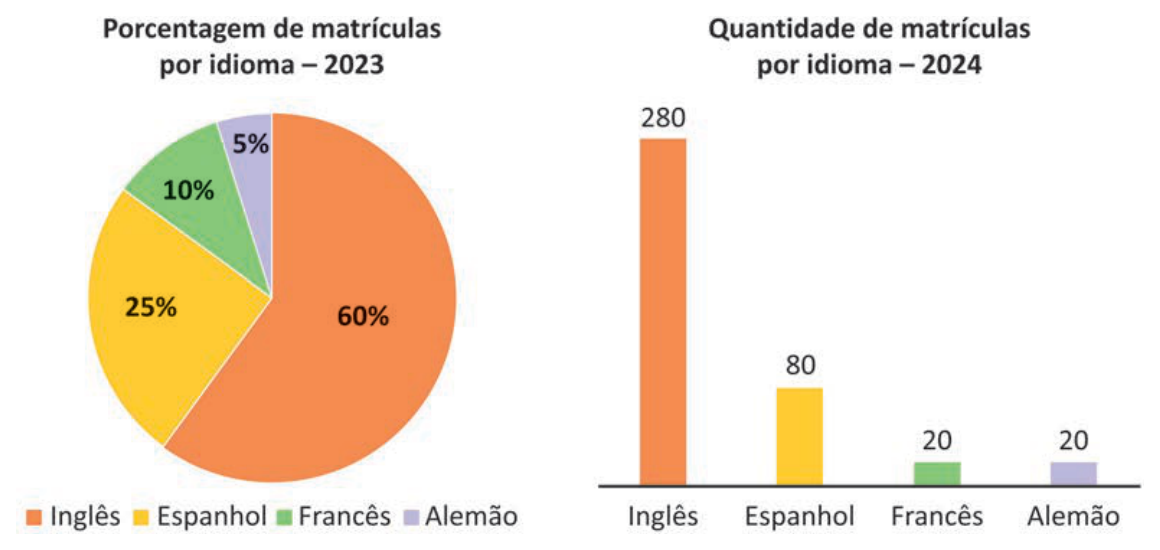 Porcentagem de matrículas
por idioma – 2023
5%
10%
25%
60%
Inglês Espanhol Francês Alemão
Quantidade de matrículas
por idioma – 2024
280
80
20
20
Inglês Espanhol Francês Alemão